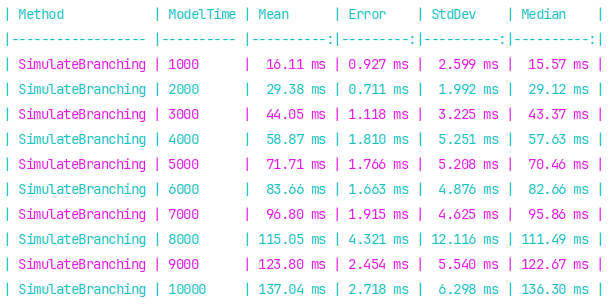 | Method            | ModelTime | Mean      | Error    | StdDev    | Median    |
|------------------ |---------- |----------:|---------:|----------:|----------:|
| SimulateBranching | 1000      |  16.11 ms | 0.927 ms |  2.599 ms |  15.57 ms |
| SimulateBranching | 2000      |  29.38 ms | 0.711 ms |  1.992 ms |  29.12 ms |
| SimulateBranching | 3000      |  44.05 ms | 1.118 ms |  3.225 ms |  43.37 ms |
| SimulateBranching | 4000      |  58.87 ms | 1.810 ms |  5.251 ms |  57.63 ms |
| SimulateBranching | 5000      |  71.71 ms | 1.766 ms |  5.208 ms |  70.46 ms |
| SimulateBranching | 6000      |  83.66 ms | 1.663 ms |  4.876 ms |  82.66 ms |
| SimulateBranching | 7000      |  96.80 ms | 1.915 ms |  4.625 ms |  95.86 ms |
| SimulateBranching | 8000      | 115.05 ms | 4.321 ms | 12.116 ms | 111.49 ms |
| SimulateBranching | 9000      | 123.80 ms | 2.454 ms |  5.540 ms | 122.67 ms |
| SimulateBranching | 10000     | 137.04 ms | 2.718 ms |  6.298 ms | 136.30 ms |